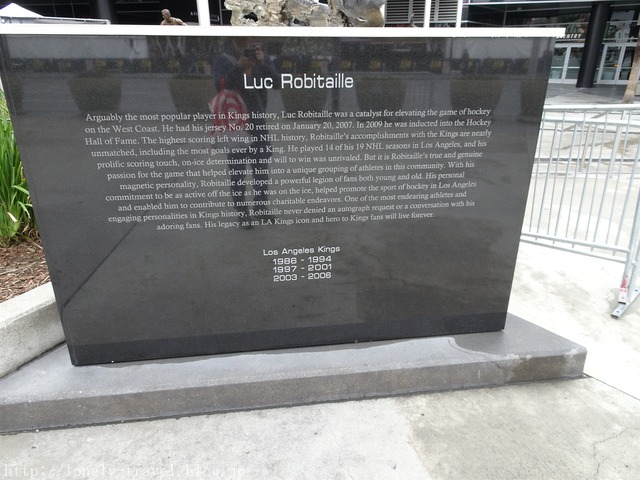 Luc Robitaille
Arguably the most popular player in Kings history, Luc Robitaille was a catalyst for elevating the game of hockey
on the West Coast. He had his jersey No. 20 retired on January 20, 2007. In 2009 he was inducted into the Hockey
Hall of Fame. The highest scoring left wing in NHL history, Robitaille's accomplishments with the Kings are nearly
unmatched, including the most goals ever by a King. He played 14 of his 19 NHL seasons in Los Angeles, and his
prolific scoring touch, on-ice determination and will to win was unrivaled. But it is Robitaille's true and genuine
passion for the game that helped elevate him into a unique grouping of athletes in this community. With his
magnetic personality, Robitaille developed a powerful legion of fans both young and old. His personal
commitment to be as active off the ice as he was on the ice, helped promote the sport of hockey in Los Angeles
and enabled him to contribute to numerous charitable endeavors. One of the most endearing athletes and
engaging personalities in Kings history, Robitaille never denied an autograph request or a conversation with his
adoring fans. His legacy as an LA Kings icon and hero to Kings fans will live forever.
Los Angeles Kings
1986 - 1994
1997 - 2001
2003 - 2006
http://lonely-travel.blog.jp